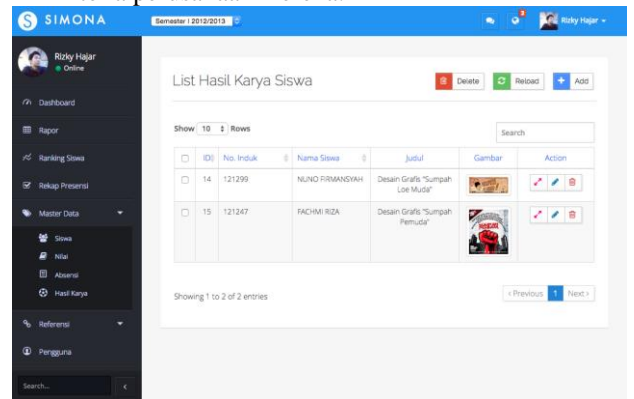 S SIMONA
Semester I 2012/2013
3
Rizky Hajar
Rizky Hajar
Online
Dashboard
Rapor
Ranking Siswa
Rekap Presensi
Master Data
Siswa
Nilai
Absensi
Hasil Karya
Referensi
Pengguna
Search...
List Hasil Karya Siswa
Delete
Reload
Add
Show 10 Rows
Search
ID No. Induk Nama Siswa Judul Gambar Action
14 121299 NUNO FIRMANSYAH Desain Grafis "Sumpah
Loe Muda"
15 121247 FACHMI RIZA Desain Grafis "Sumpah
Pemuda"
Showing 1 to 2 of 2 entries
‹ Previous 1 Next ›